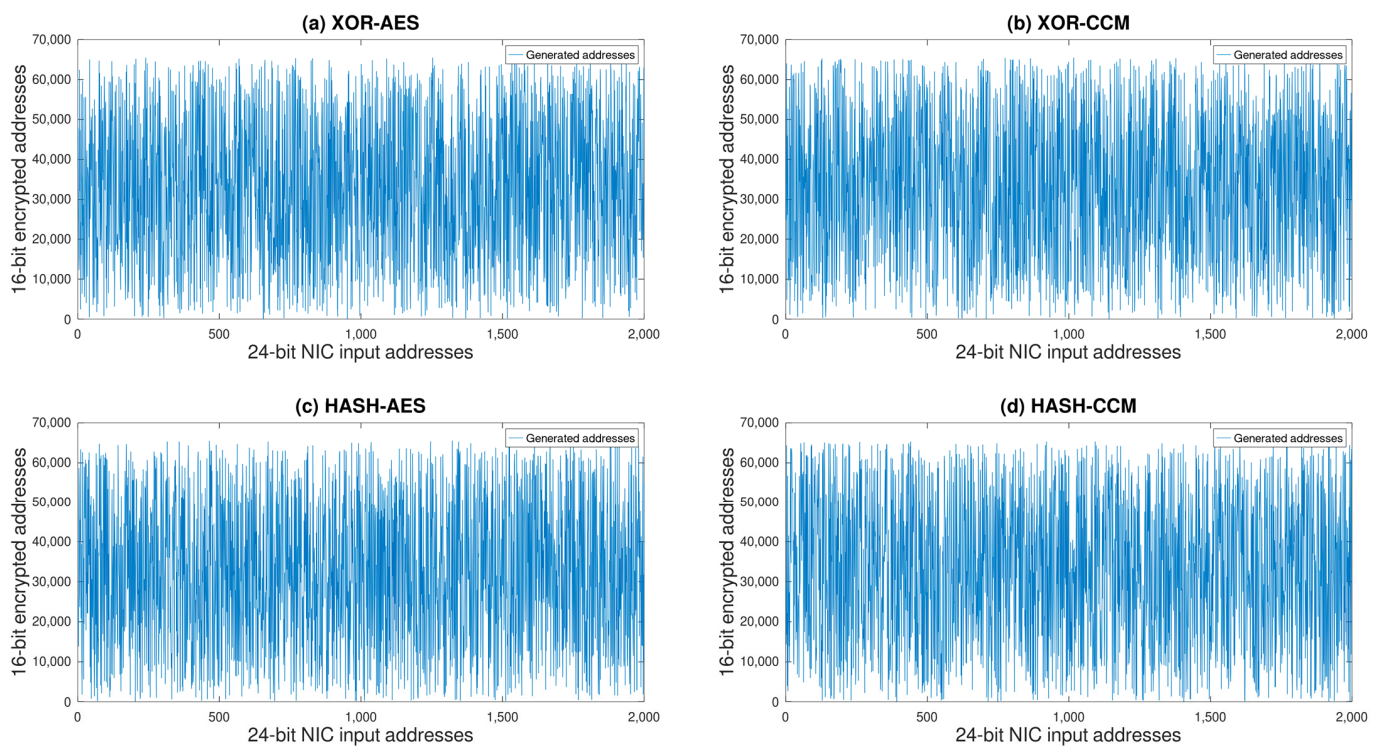 (a) XOR-AES
70,000
60,000
50,000
40,000
30,000
20,000
10,000
0
16-bit encrypted addresses
Generated addresses
0 500 1,000 1,500 2,000
24-bit NIC input addresses
(b) XOR-CCM
70,000
60,000
50,000
40,000
30,000
20,000
10,000
0
16-bit encrypted addresses
Generated addresses
0 500 1,000 1,500 2,000
24-bit NIC input addresses
(c) HASH-AES
70,000
60,000
50,000
40,000
30,000
20,000
10,000
0
16-bit encrypted addresses
Generated addresses
0 500 1,000 1,500 2,000
24-bit NIC input addresses
(d) HASH-CCM
70,000
60,000
50,000
40,000
30,000
20,000
10,000
0
16-bit encrypted addresses
Generated addresses
0 500 1,000 1,500 2,000
24-bit NIC input addresses